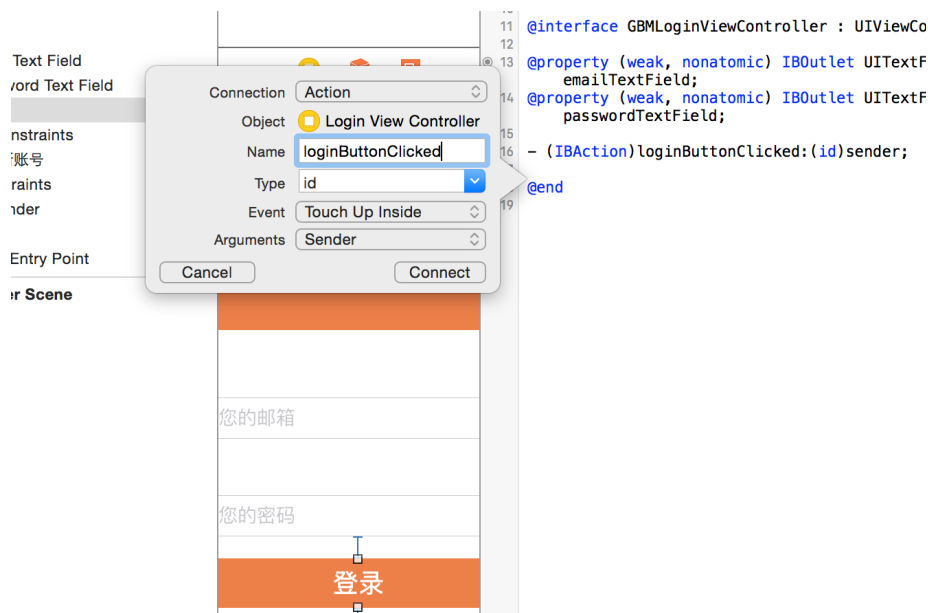 11 @interface GBMLoginViewController : UIViewCo
12
Text Field
13 @property (weak, nonatomic) IBOutlet UITextF
emailTextField;
word Text Field
Connection Action
14 @property (weak, nonatomic) IBOutlet UITextF
passwordTextField;
Object Login View Controller
15
nstraints
Name loginButtonClicked
16 - (IBAction)loginButtonClicked:(id)sender;
账号
raints
Type id
@end
nder
Event Touch Up Inside
19
Arguments Sender
Entry Point
Cancel
Connect
er Scene
您的邮箱
您的密码
登录